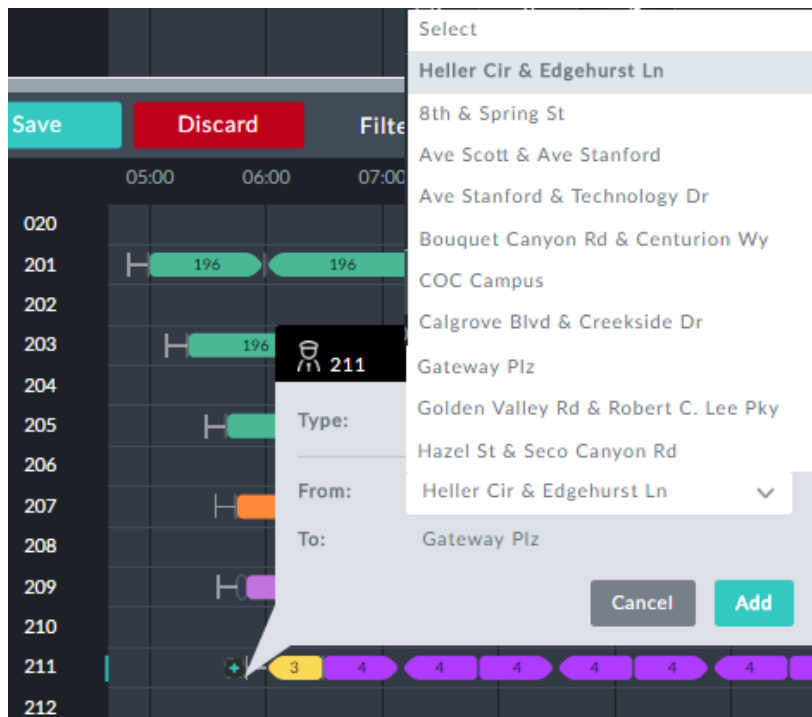 Select
Heller Cir & Edgehurst Ln
8th & Spring St
Ave Scott & Ave Stanford
Ave Stanford & Technology Dr
Bouquet Canyon Rd & Centurion Wy
COC Campus
Calgrove Blvd & Creekside Dr
Gateway Plz
Golden Valley Rd & Robert C. Lee Pky
Hazel St & Seco Canyon Rd
Save Discard Filte
05:00 06:00 07:00
020
201 196 196
202
203 196
204
205
206
207
208
209
210
211 3 4 4 4 4 4 4
212
211
Type:
From: Heller Cir & Edgehurst Ln
To: Gateway Plz
Cancel Add